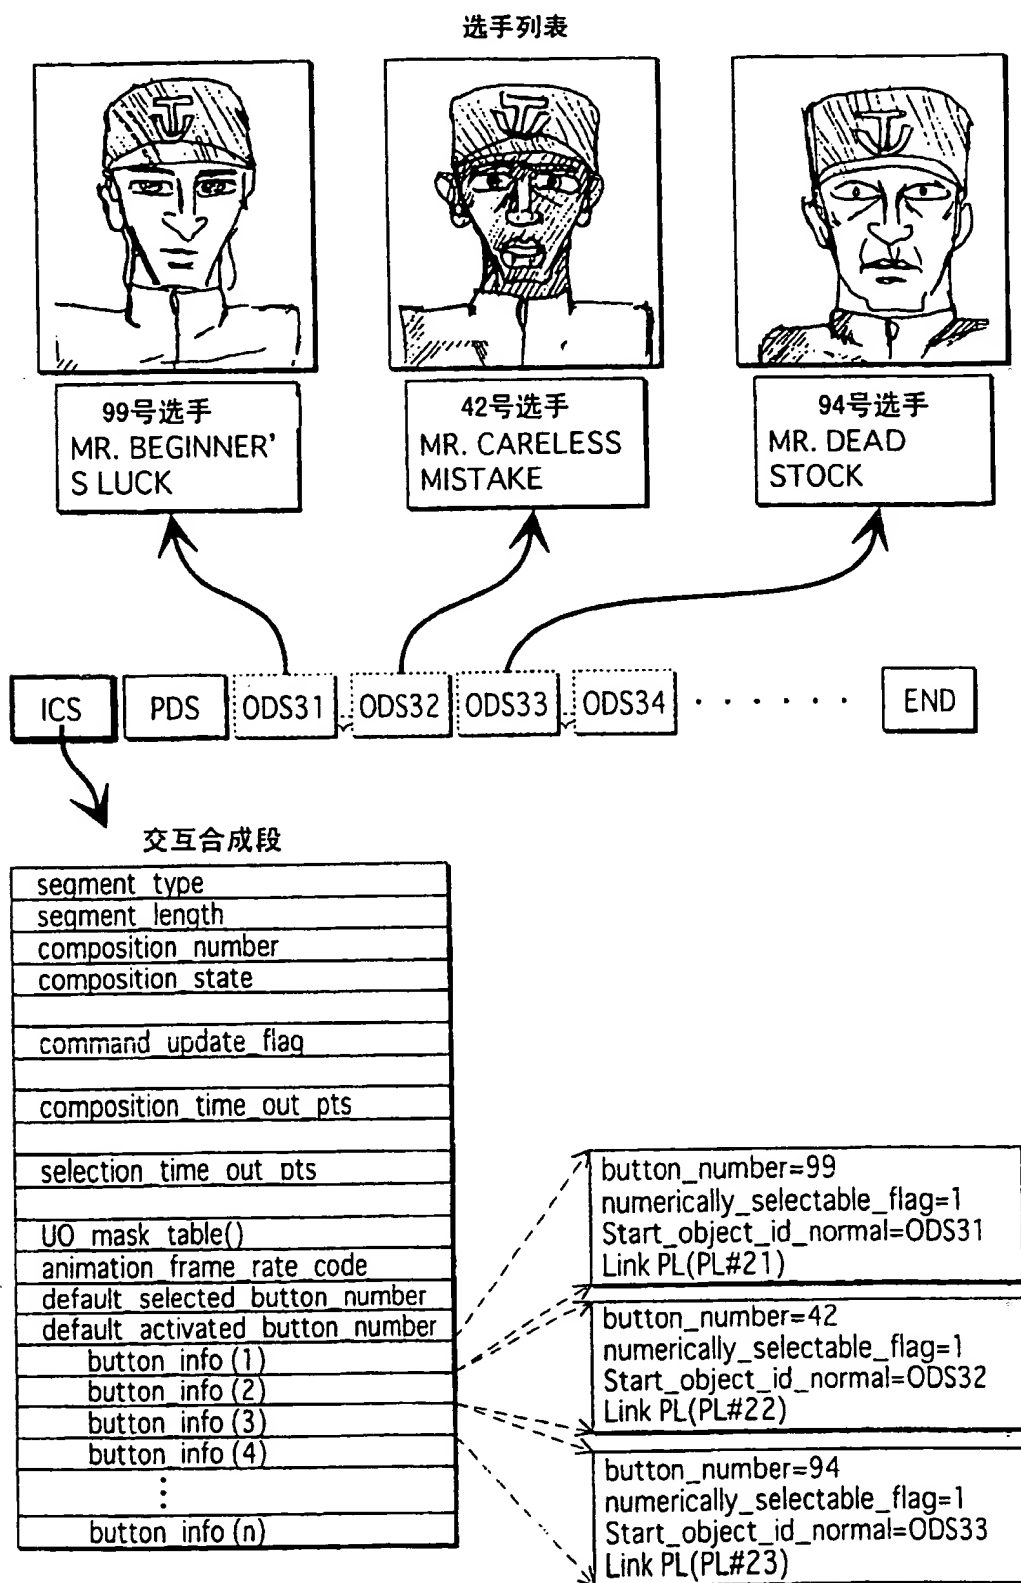 选手列表
99号选手
MR. BEGINNER'
S LUCK
42号选手
MR. CARELESS
MISTAKE
94号选手
MR. DEAD
STOCK
ICS
PDS
ODS31
ODS32
ODS33
ODS34
END
交互合成段
segment_type
segment_length
composition_number
composition_state
command_update_flag
composition_time_out_pts
selection_time_out_pts
UO_mask_table()
animation_frame_rate_code
default_selected_button_number
default_activated_button_number
button_info (1)
button_info (2)
button_info (3)
button_info (4)
button_info (n)
button_number=99
numerically_selectable_flag=1
Start_object_id_normal=ODS31
Link PL(PL#21)
button_number=42
numerically_selectable_flag=1
Start_object_id_normal=ODS32
Link PL(PL#22)
button_number=94
numerically_selectable_flag=1
Start_object_id_normal=ODS33
Link PL(PL#23)